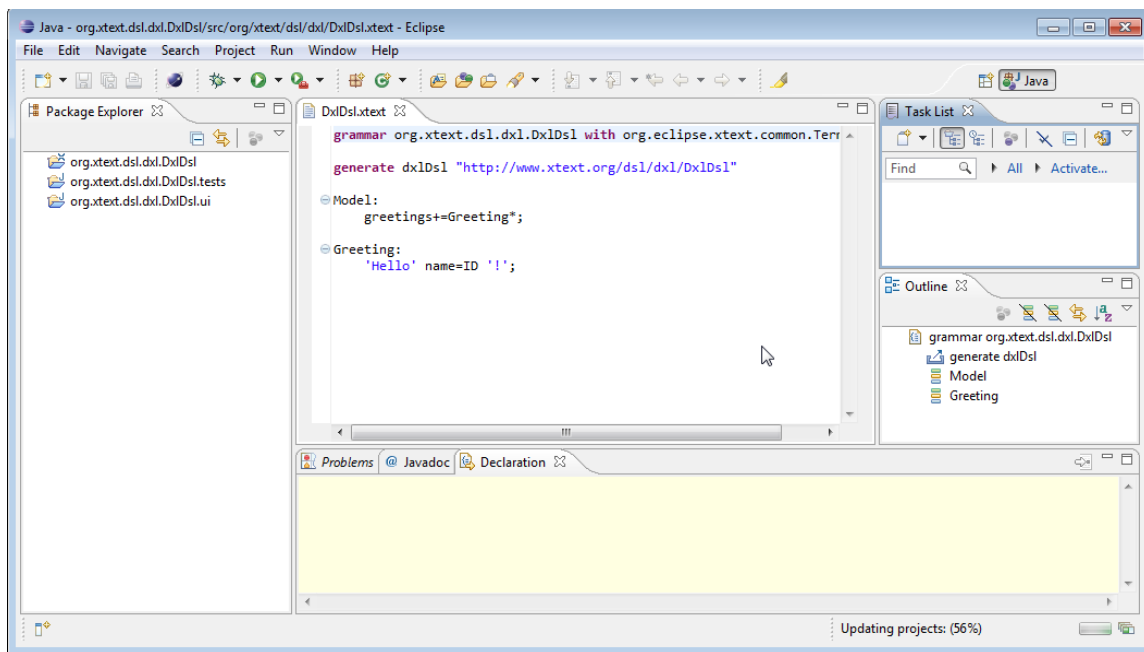 Java - org.xtext.dsl.dxl.DxlDsl/src/org/xtext/dsl/dxl/DxlDsl.xtext - Eclipse
File Edit Navigate Search Project Run Window Help
Java
Package Explorer
org.xtext.dsl.dxl.DxlDsl
org.xtext.dsl.dxl.DxlDsl.tests
org.xtext.dsl.dxl.DxlDsl.ui
DxlDsl.xtext
grammar org.xtext.dsl.dxl.DxlDsl with org.eclipse.xtext.common.Terr
generate dxlDsl "http://www.xtext.org/dsl/dxl/DxlDsl"
Model:
greetings+=Greeting*;
Greeting:
'Hello' name=ID '!';
Task List
Find All Activate...
Outline
grammar org.xtext.dsl.dxl.DxlDsl
generate dxlDsl
Model
Greeting
Problems @ Javadoc Declaration
Updating projects: (56%)